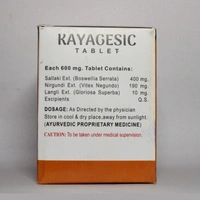 KAYAGESIC
TABLET
Each 600 mg. Tablet Contains:
Sallaki Ext. (Boswellia Serrata) 400 mg.
Nirgundi Ext. (Vitex Negundo) 190 mg.
Langli Ext. (Gloriosa Superba) 10 mg.
Excipients Q.S.
DOSAGE: As Directed by the physician
Store in cool & dry place,away from sunlight.
(AYURVEDIC PROPRIETARY MEDICINE)
CAUTION: To be taken under medical supervision.